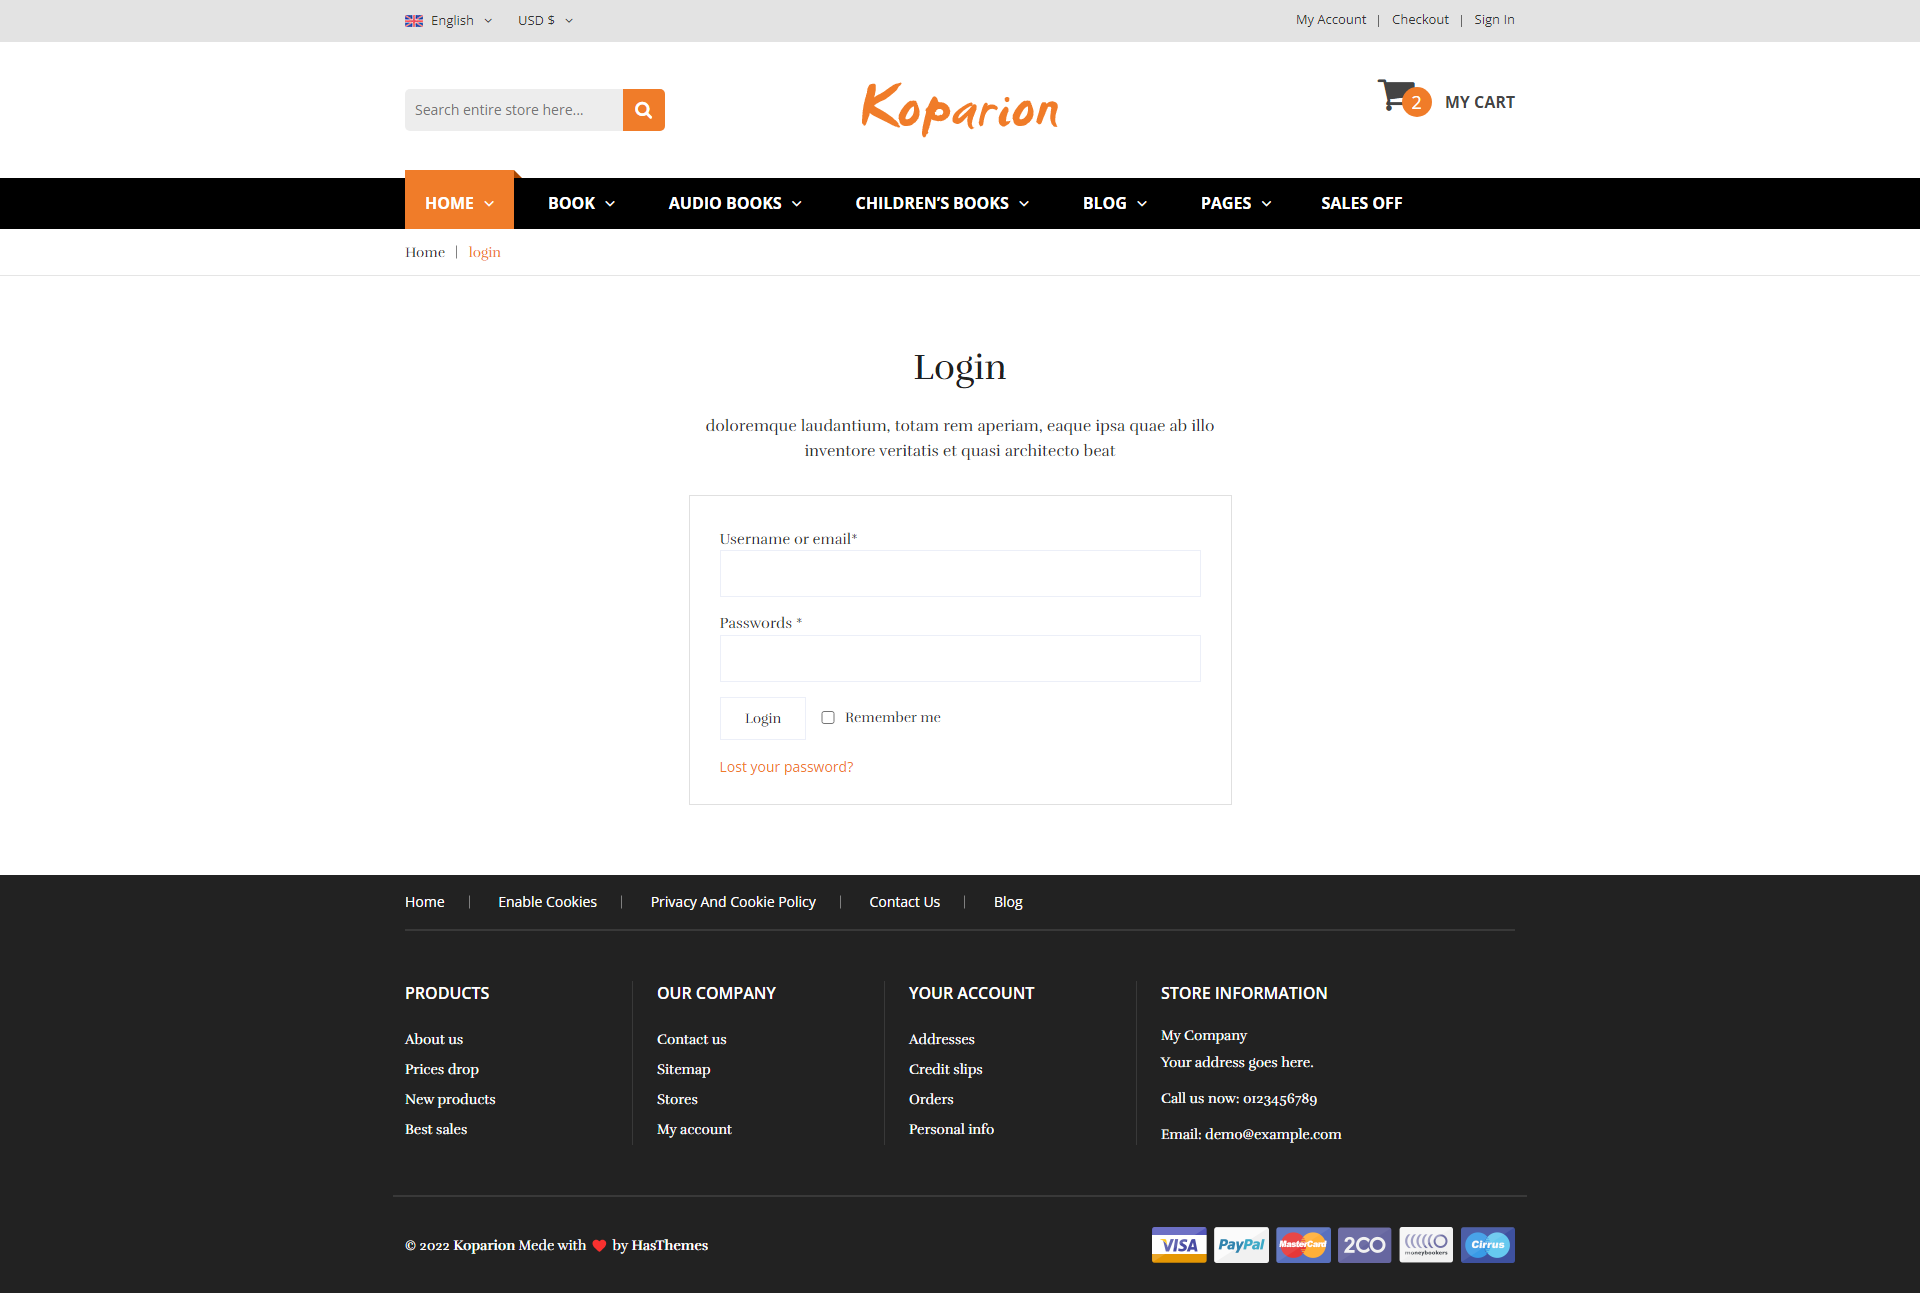 English USD $ My Account | Checkout | Sign In
Search entire store here...
Koparion
2 MY CART
HOME BOOK AUDIO BOOKS CHILDREN'S BOOKS BLOG PAGES SALES OFF
Home | login
Login
doloremque laudantium, totam rem aperiam, eaque ipsa quae ab illo
inventore veritatis et quasi architecto beat
Username or email*
Passwords *
Login Remember me
Lost your password?
Home | Enable Cookies | Privacy And Cookie Policy | Contact Us | Blog
PRODUCTS
About us
Prices drop
New products
Best sales
OUR COMPANY
Contact us
Sitemap
Stores
My account
YOUR ACCOUNT
Addresses
Credit slips
Orders
Personal info
STORE INFORMATION
My Company
Your address goes here.
Call us now: 0123456789
Email: demo@example.com
© 2022 Koparion Mede with ❤ by HasThemes
VISA PayPal MasterCard 2CO moneybookers Cirrus